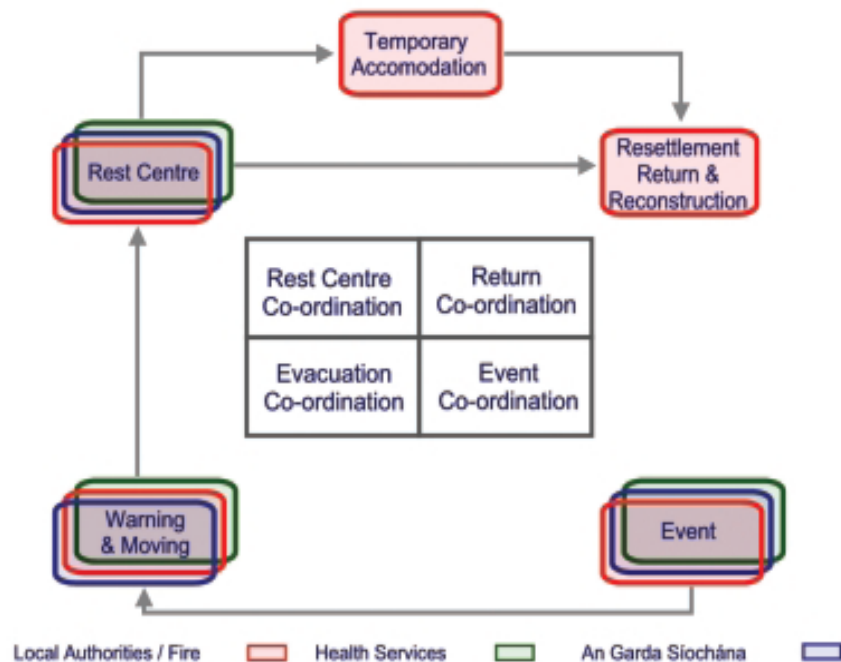 Temporary
Accomodation
Rest Centre
Resettlement
Return &
Reconstruction
Rest Centre
Co-ordination
Return
Co-ordination
Evacuation
Co-ordination
Event
Co-ordination
Warning
& Moving
Event
Local Authorities / Fire
Health Services
An Garda Síochána